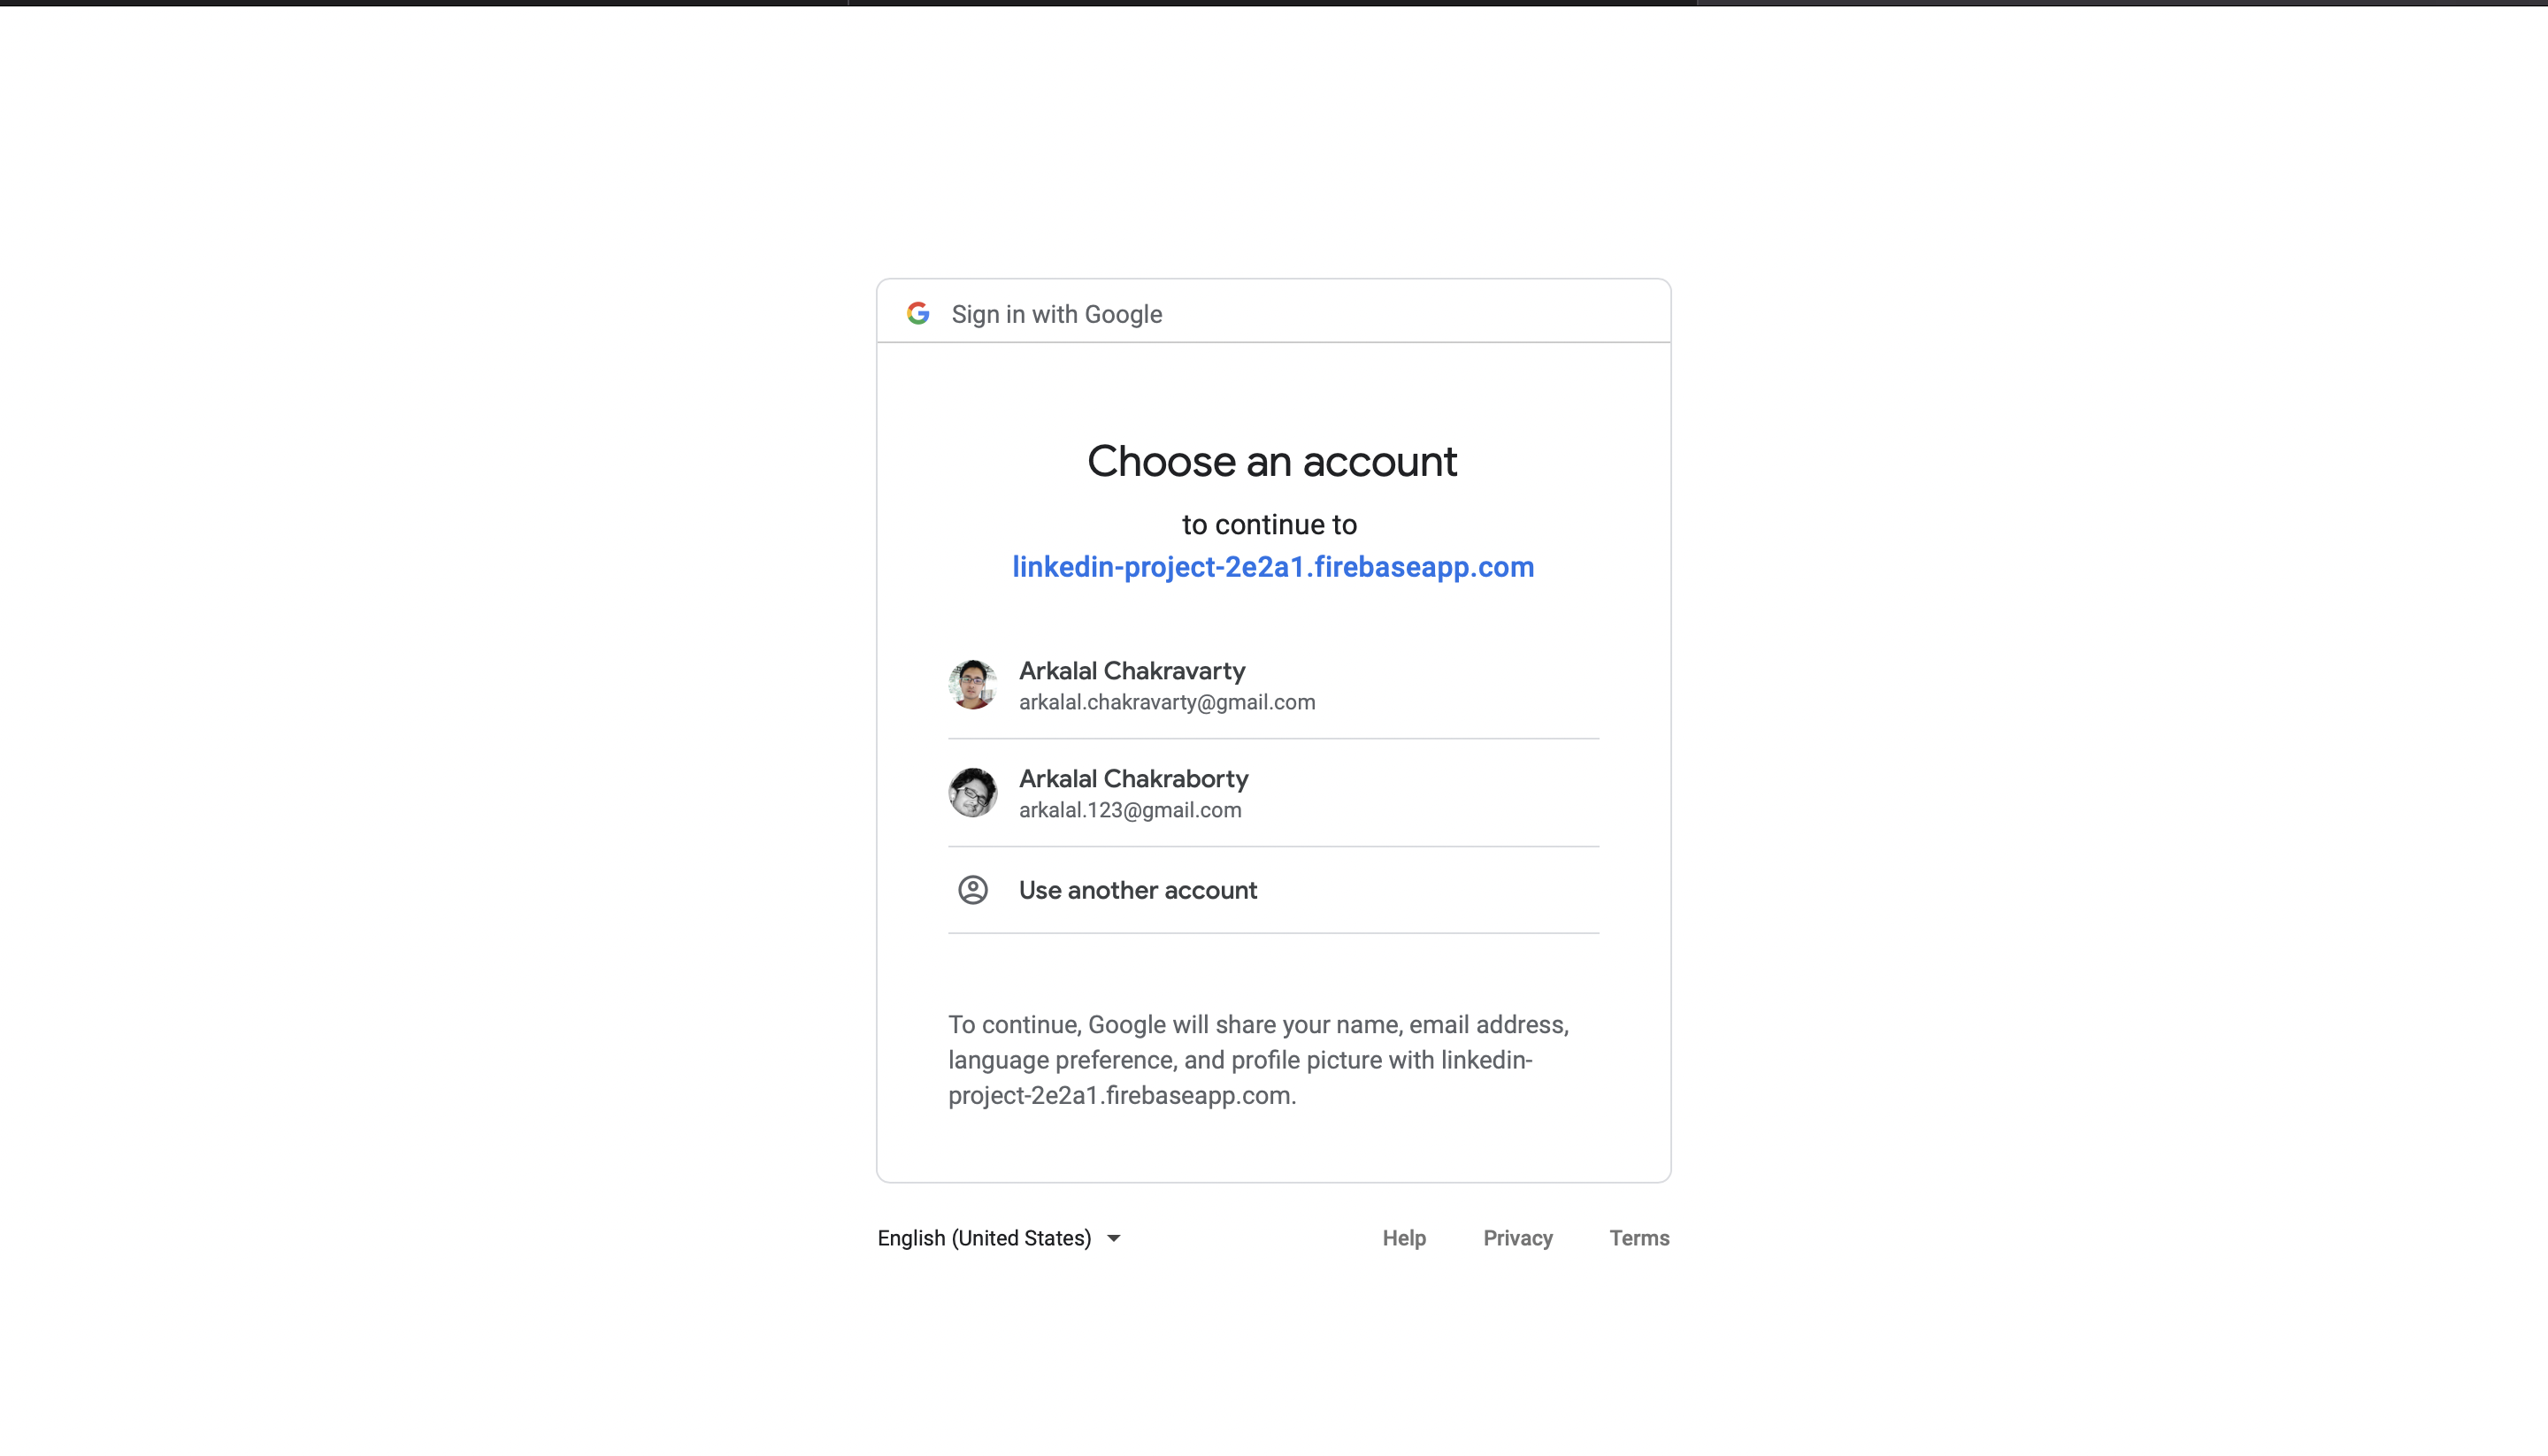 Sign in with Google
Choose an account
to continue to
linkedin-project-2e2a1.firebaseapp.com
Arkalal Chakravarty
arkalal.chakravarty@gmail.com
Arkalal Chakraborty
arkalal.123@gmail.com
Use another account
To continue, Google will share your name, email address,
language preference, and profile picture with linkedin-
project-2e2a1.firebaseapp.com.
English (United States)
Help Privacy Terms